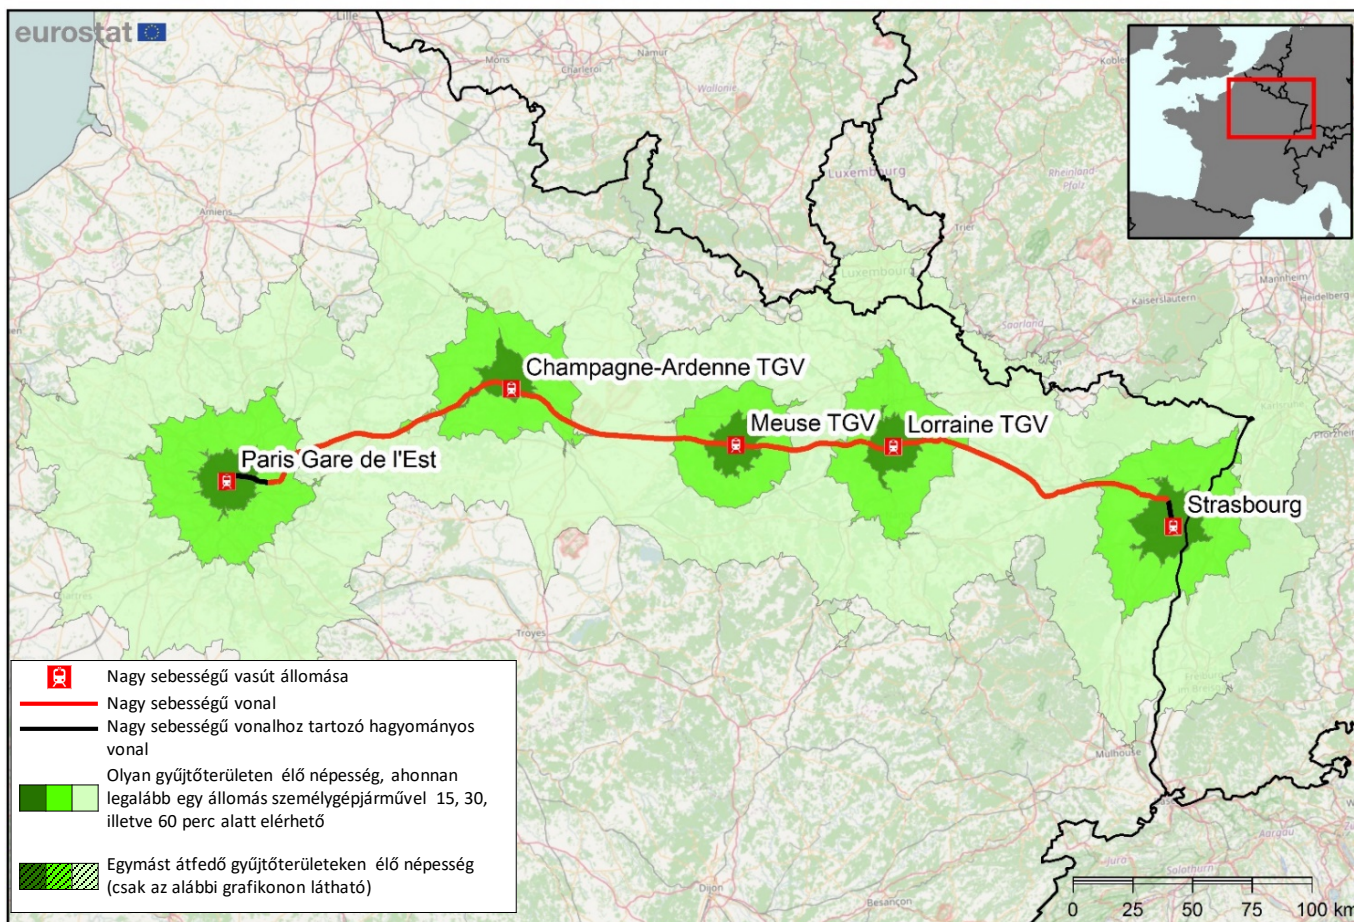 eurostat
Lille
Mons
Namur
Charleroi
Wallonie
Koblenz
Amiens
Luxembourg
Rheinland-
Pfalz
Trier
Luxembourg
Mannheim
Kaiserslautern
Heidelberg
Saarland
Champagne-Ardenne TGV
Karlsruhe
Meuse TGV
Lorraine TGV
Pforzheim
Paris Gare de l'Est
Strasbourg
Chartres
Troyes
Freiburg
im Breisgau
Mulhouse
Nagy sebességű vasút állomása
Nagy sebességű vonal
Nagy sebességű vonalhoz tartozó hagyományos
vonal
Olyan gyűjtőterületen élő népesség, ahonnan
legalább egy állomás személygépjárművel 15, 30,
illetve 60 perc alatt elérhető
Egymást átfedő gyűjtőterületeken élő népesség
(csak az alábbi grafikonon látható)
Aargau
Jura
Solothurn
Dijon
Besançon
0 25 50 75 100 km